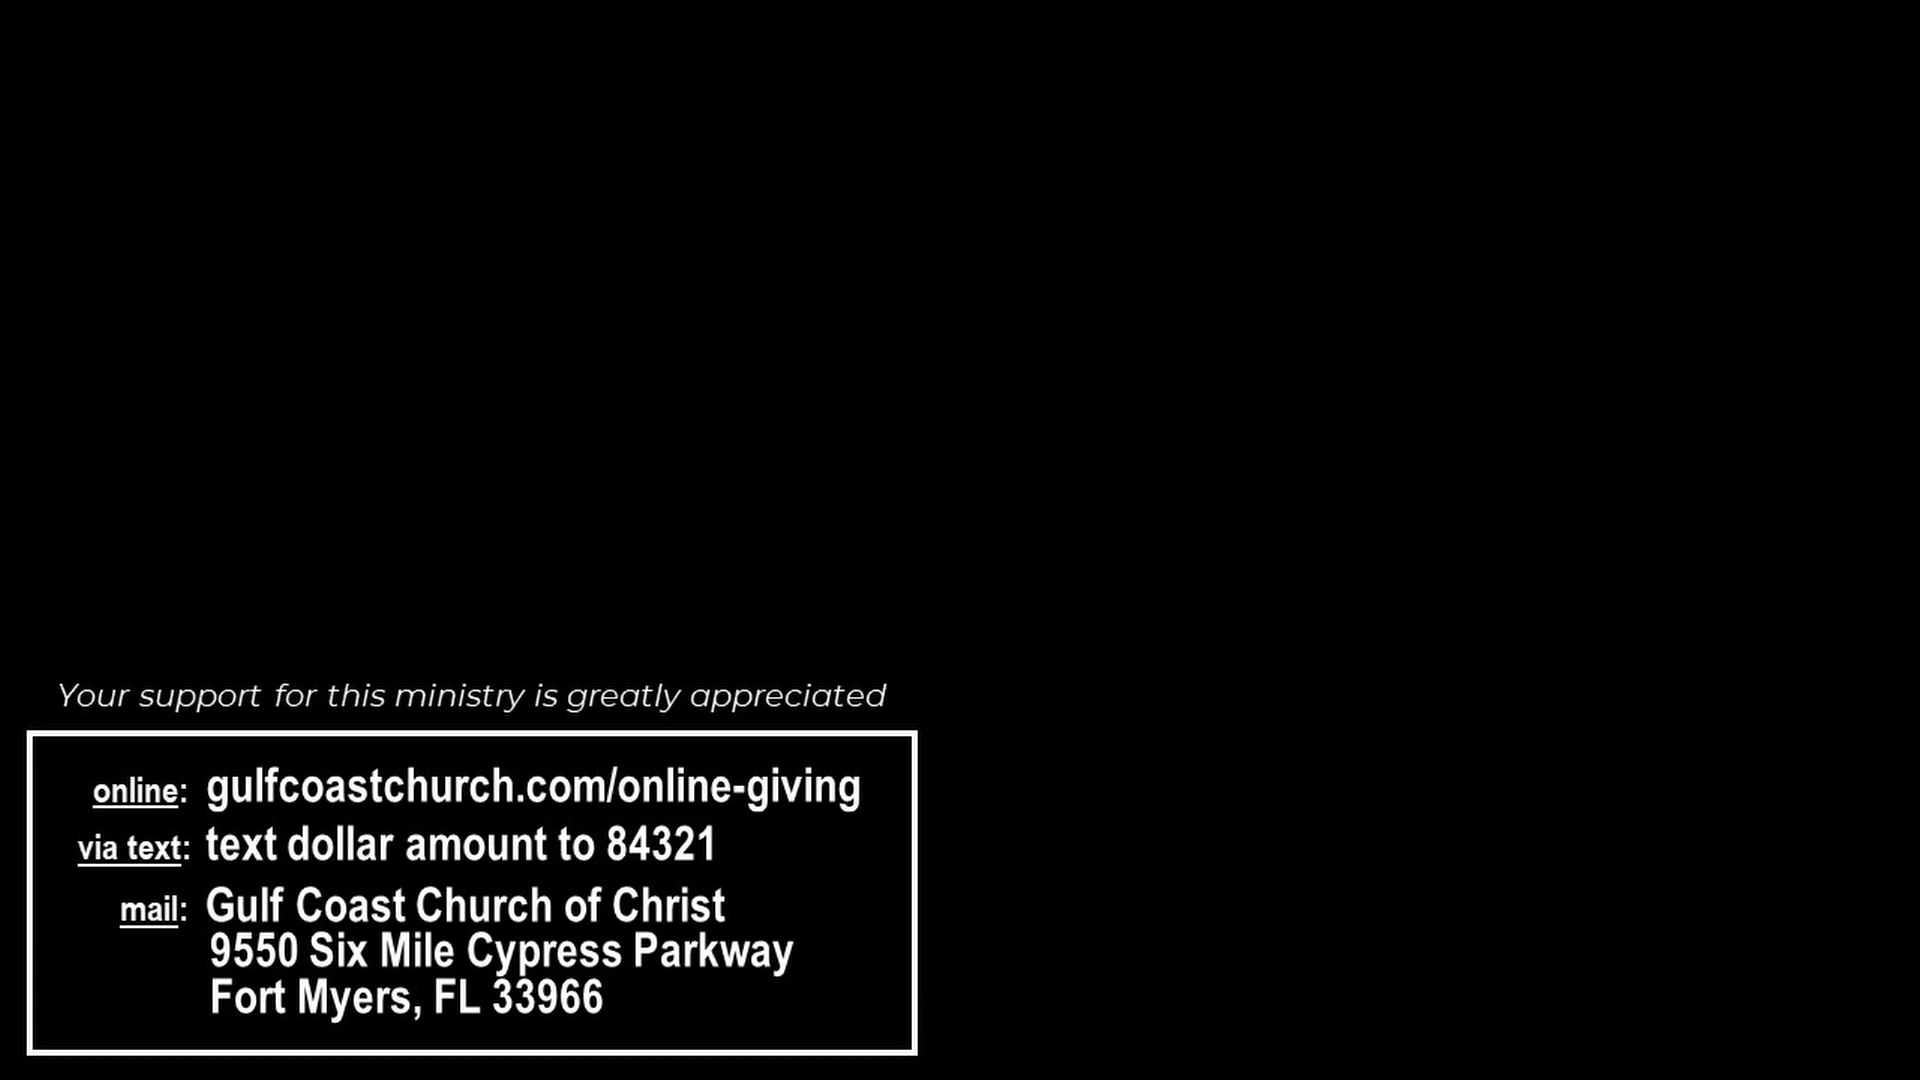 Your support for this ministry is greatly appreciated
online: gulfcoastchurch.com/online-giving
via text: text dollar amount to 84321
mail: Gulf Coast Church of Christ
9550 Six Mile Cypress Parkway
Fort Myers, FL 33966